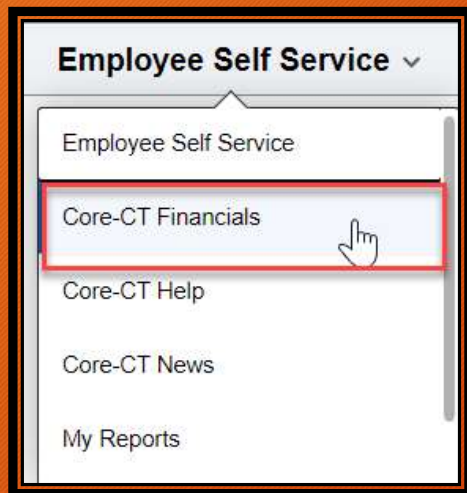 Employee Self Service
Employee Self Service
Core-CT Financials
Core-CT Help
Core-CT News
My Reports